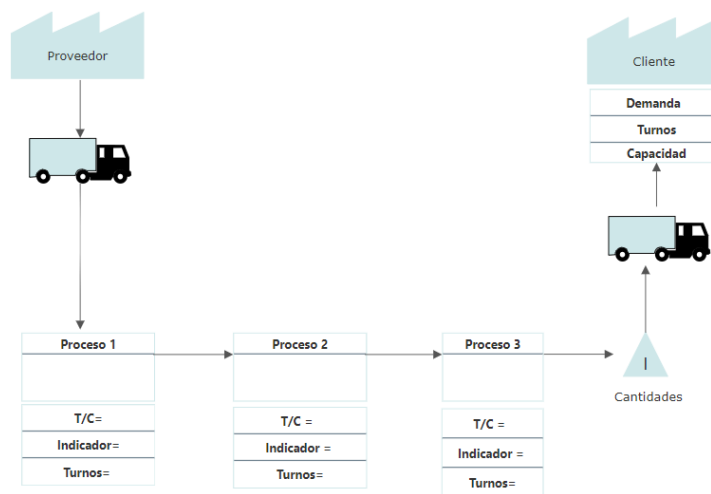 Proveedor
Cliente
Demanda
Turnos
Capacidad
Proceso 1
Proceso 2
Proceso 3
I
Cantidades
T/C=
Indicador=
Turnos=
T/C =
Indicador =
Turnos=
T/C =
Indicador =
Turnos=